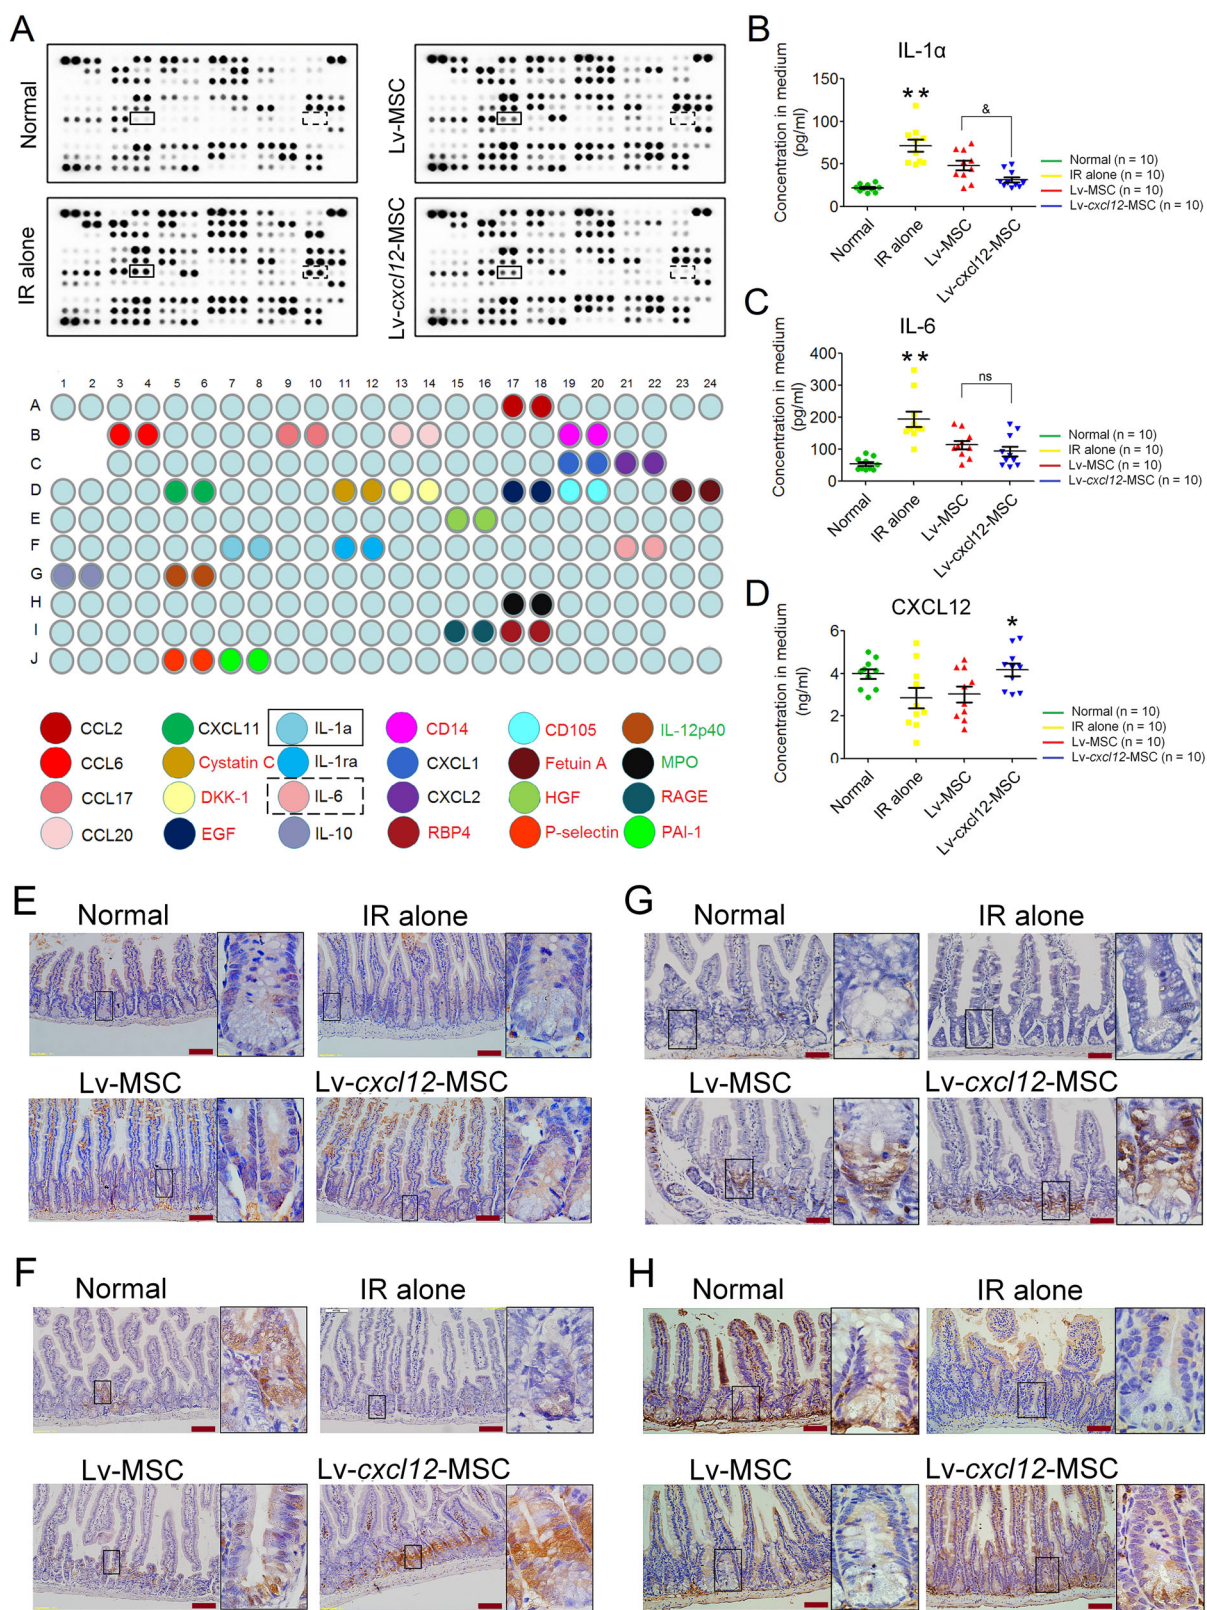 A
Normal
Lv-MSC
IR alone
Lv-cxcl12-MSC
1 2 3 4 5 6 7 8 9 10 11 12 13 14 15 16 17 18 19 20 21 22 23 24
A
B
C
D
E
F
G
H
I
J
CCL2 CXCL11 IL-1a CD14 CD105 IL-12p40
CCL6 Cystatin C IL-1ra CXCL1 Fetuin A MPO
CCL17 DKK-1 IL-6 CXCL2 HGF RAGE
CCL20 EGF IL-10 RBP4 P-selectin PAI-1
B
IL-1α
Concentration in medium
(pg/ml)
150
100
50
0
**
&
Normal
IR alone
Lv-MSC
Lv-cxcl12-MSC
Normal (n = 10)
IR alone (n = 10)
Lv-MSC (n = 10)
Lv-cxcl12-MSC (n = 10)
C
IL-6
Concentration in medium
(pg/ml)
400
300
200
100
0
**
ns
Normal
IR alone
Lv-MSC
Lv-cxcl12-MSC
Normal (n = 10)
IR alone (n = 10)
Lv-MSC (n = 10)
Lv-cxcl12-MSC (n = 10)
D
CXCL12
Concentration in medium
(ng/ml)
6
4
2
0
*
Normal
IR alone
Lv-MSC
Lv-cxcl12-MSC
Normal (n = 10)
IR alone (n = 10)
Lv-MSC (n = 10)
Lv-cxcl12-MSC (n = 10)
E
Normal IR alone
Lv-MSC Lv-cxcl12-MSC
F
Normal IR alone
Lv-MSC Lv-cxcl12-MSC
G
Normal IR alone
Lv-MSC Lv-cxcl12-MSC
H
Normal IR alone
Lv-MSC Lv-cxcl12-MSC